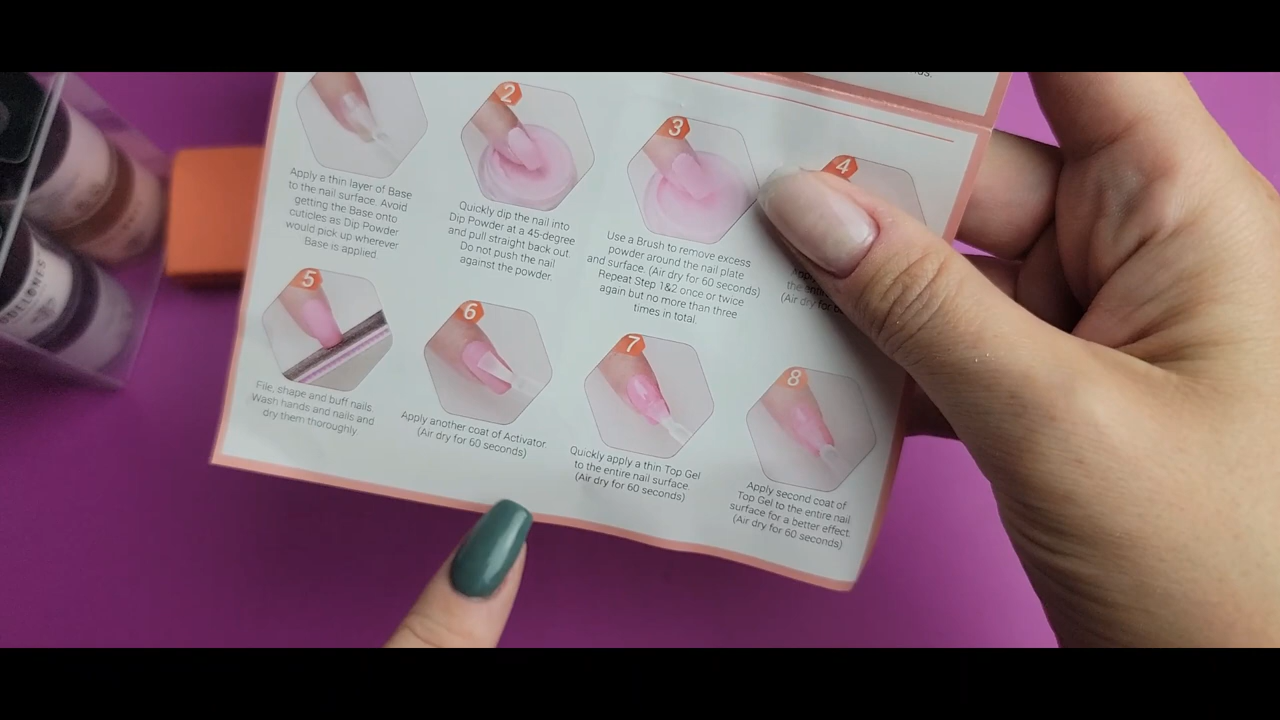 2
3
4
Apply a thin layer of Base
to the nail surface. Avoid
getting the Base onto
cuticles as Dip Powder
would pick up wherever
Base is applied.
Quickly dip the nail into
Dip Powder at a 45-degree
and pull straight back out.
Do not push the nail
against the powder.
Use a Brush to remove excess
powder around the nail plate
and surface. (Air dry for 60 seconds)
Repeat Step 1&2 once or twice
again but no more than three
times in total.
(Air dry for
5
6
7
8
File, shape and buff nails.
Wash hands and nails and
dry them thoroughly.
Apply another coat of Activator.
(Air dry for 60 seconds)
Quickly apply a thin Top Gel
to the entire nail surface.
(Air dry for 60 seconds)
Apply second coat of
Top Gel to the entire nail
surface for a better effect.
(Air dry for 60 seconds)